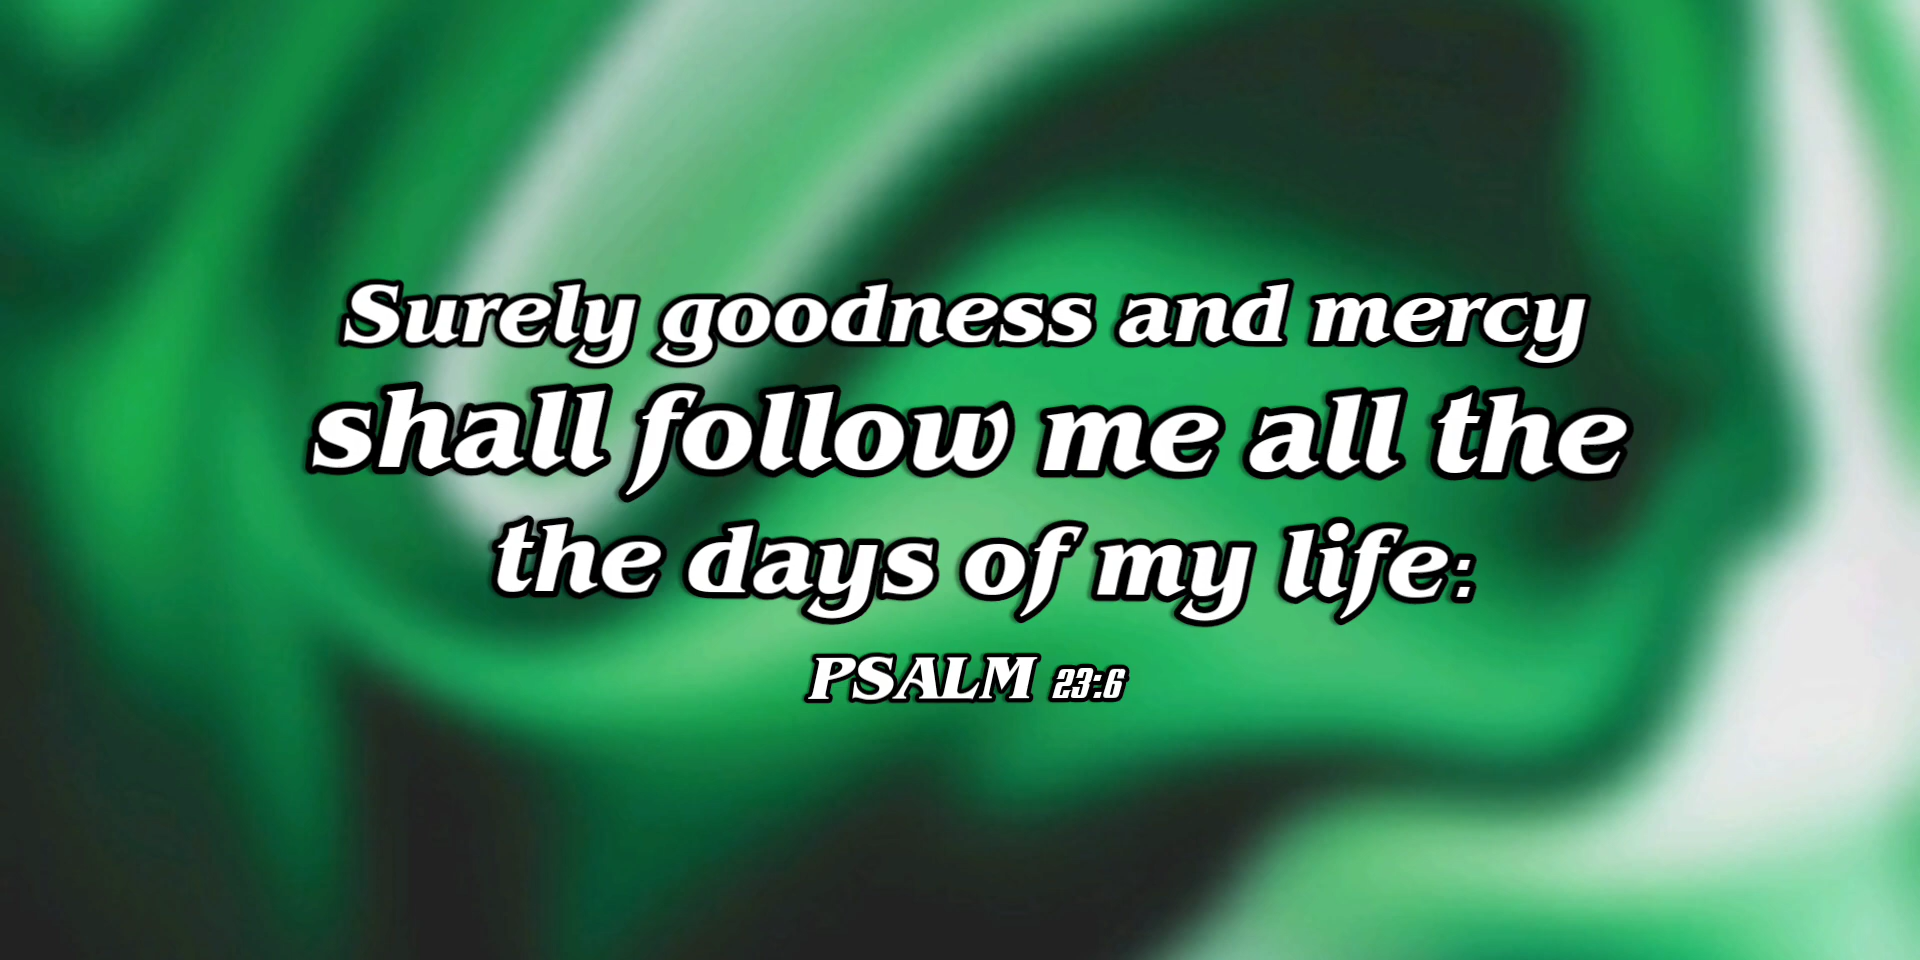 Surely goodness and mercy
shall follow me all the
the days of my life:
PSALM 23:6